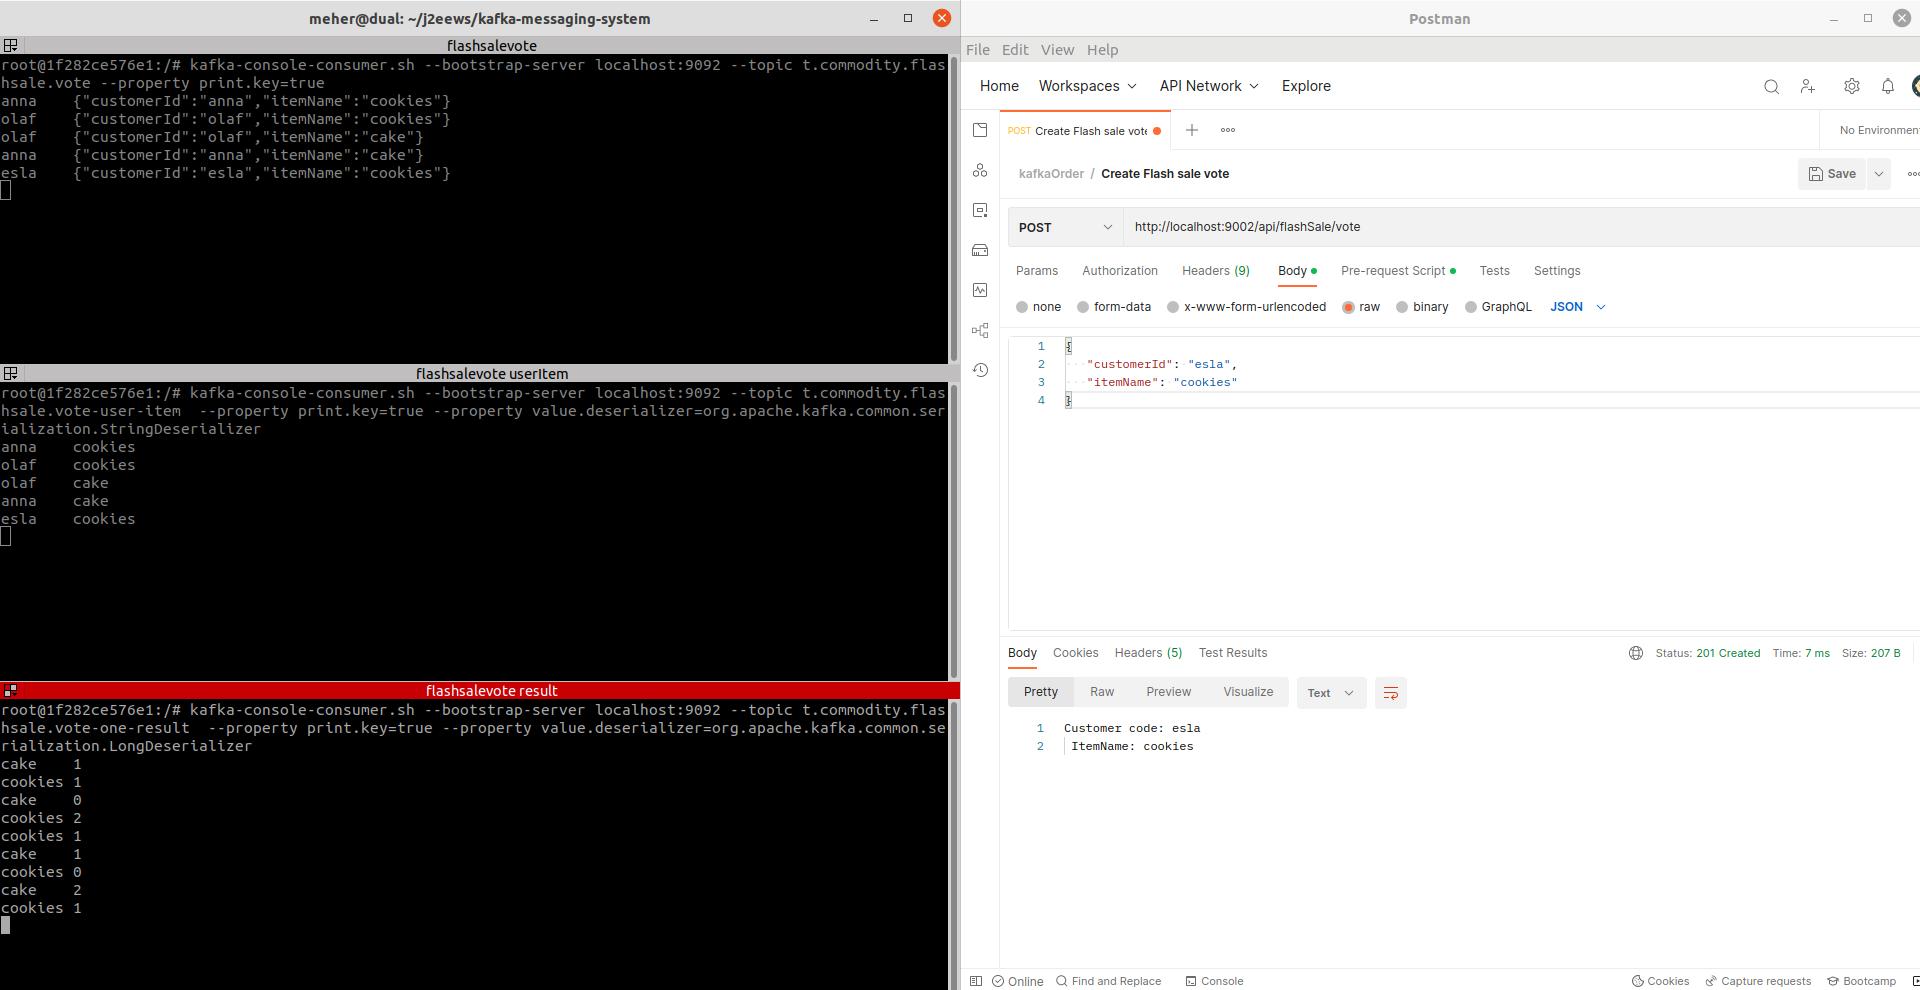 meher@dual: ~/j2eews/kafka-messaging-system
flashsalevote
root@1f282ce576e1:/# kafka-console-consumer.sh --bootstrap-server localhost:9092 --topic t.commodity.flas
hsale.vote --property print.key=true
anna    {"customerId":"anna","itemName":"cookies"}
olaf    {"customerId":"olaf","itemName":"cookies"}
olaf    {"customerId":"olaf","itemName":"cake"}
anna    {"customerId":"anna","itemName":"cake"}
esla    {"customerId":"esla","itemName":"cookies"}
flashsalevote userItem
root@1f282ce576e1:/# kafka-console-consumer.sh --bootstrap-server localhost:9092 --topic t.commodity.flas
hsale.vote-user-item  --property print.key=true --property value.deserializer=org.apache.kafka.common.ser
ialization.StringDeserializer
anna    cookies
olaf    cookies
olaf    cake
anna    cake
esla    cookies
flashsalevote result
root@1f282ce576e1:/# kafka-console-consumer.sh --bootstrap-server localhost:9092 --topic t.commodity.flas
hsale.vote-one-result  --property print.key=true --property value.deserializer=org.apache.kafka.common.se
rialization.LongDeserializer
cake    1
cookies 1
cake    0
cookies 2
cookies 1
cake    1
cookies 0
cake    2
cookies 1
Postman
File Edit View Help
Home Workspaces API Network Explore
POST Create Flash sale vote
No Environmen
kafkaOrder / Create Flash sale vote
Save
POST http://localhost:9002/api/flashSale/vote
Params Authorization Headers (9) Body Pre-request Script Tests Settings
none form-data x-www-form-urlencoded raw binary GraphQL JSON
1 {
2 "customerId": "esla",
3 "itemName": "cookies"
4 }
Body Cookies Headers (5) Test Results
Status: 201 Created Time: 7 ms Size: 207 B
Pretty Raw Preview Visualize Text
1 Customer code: esla
2 ItemName: cookies
Online Find and Replace Console
Cookies Capture requests Bootcamp